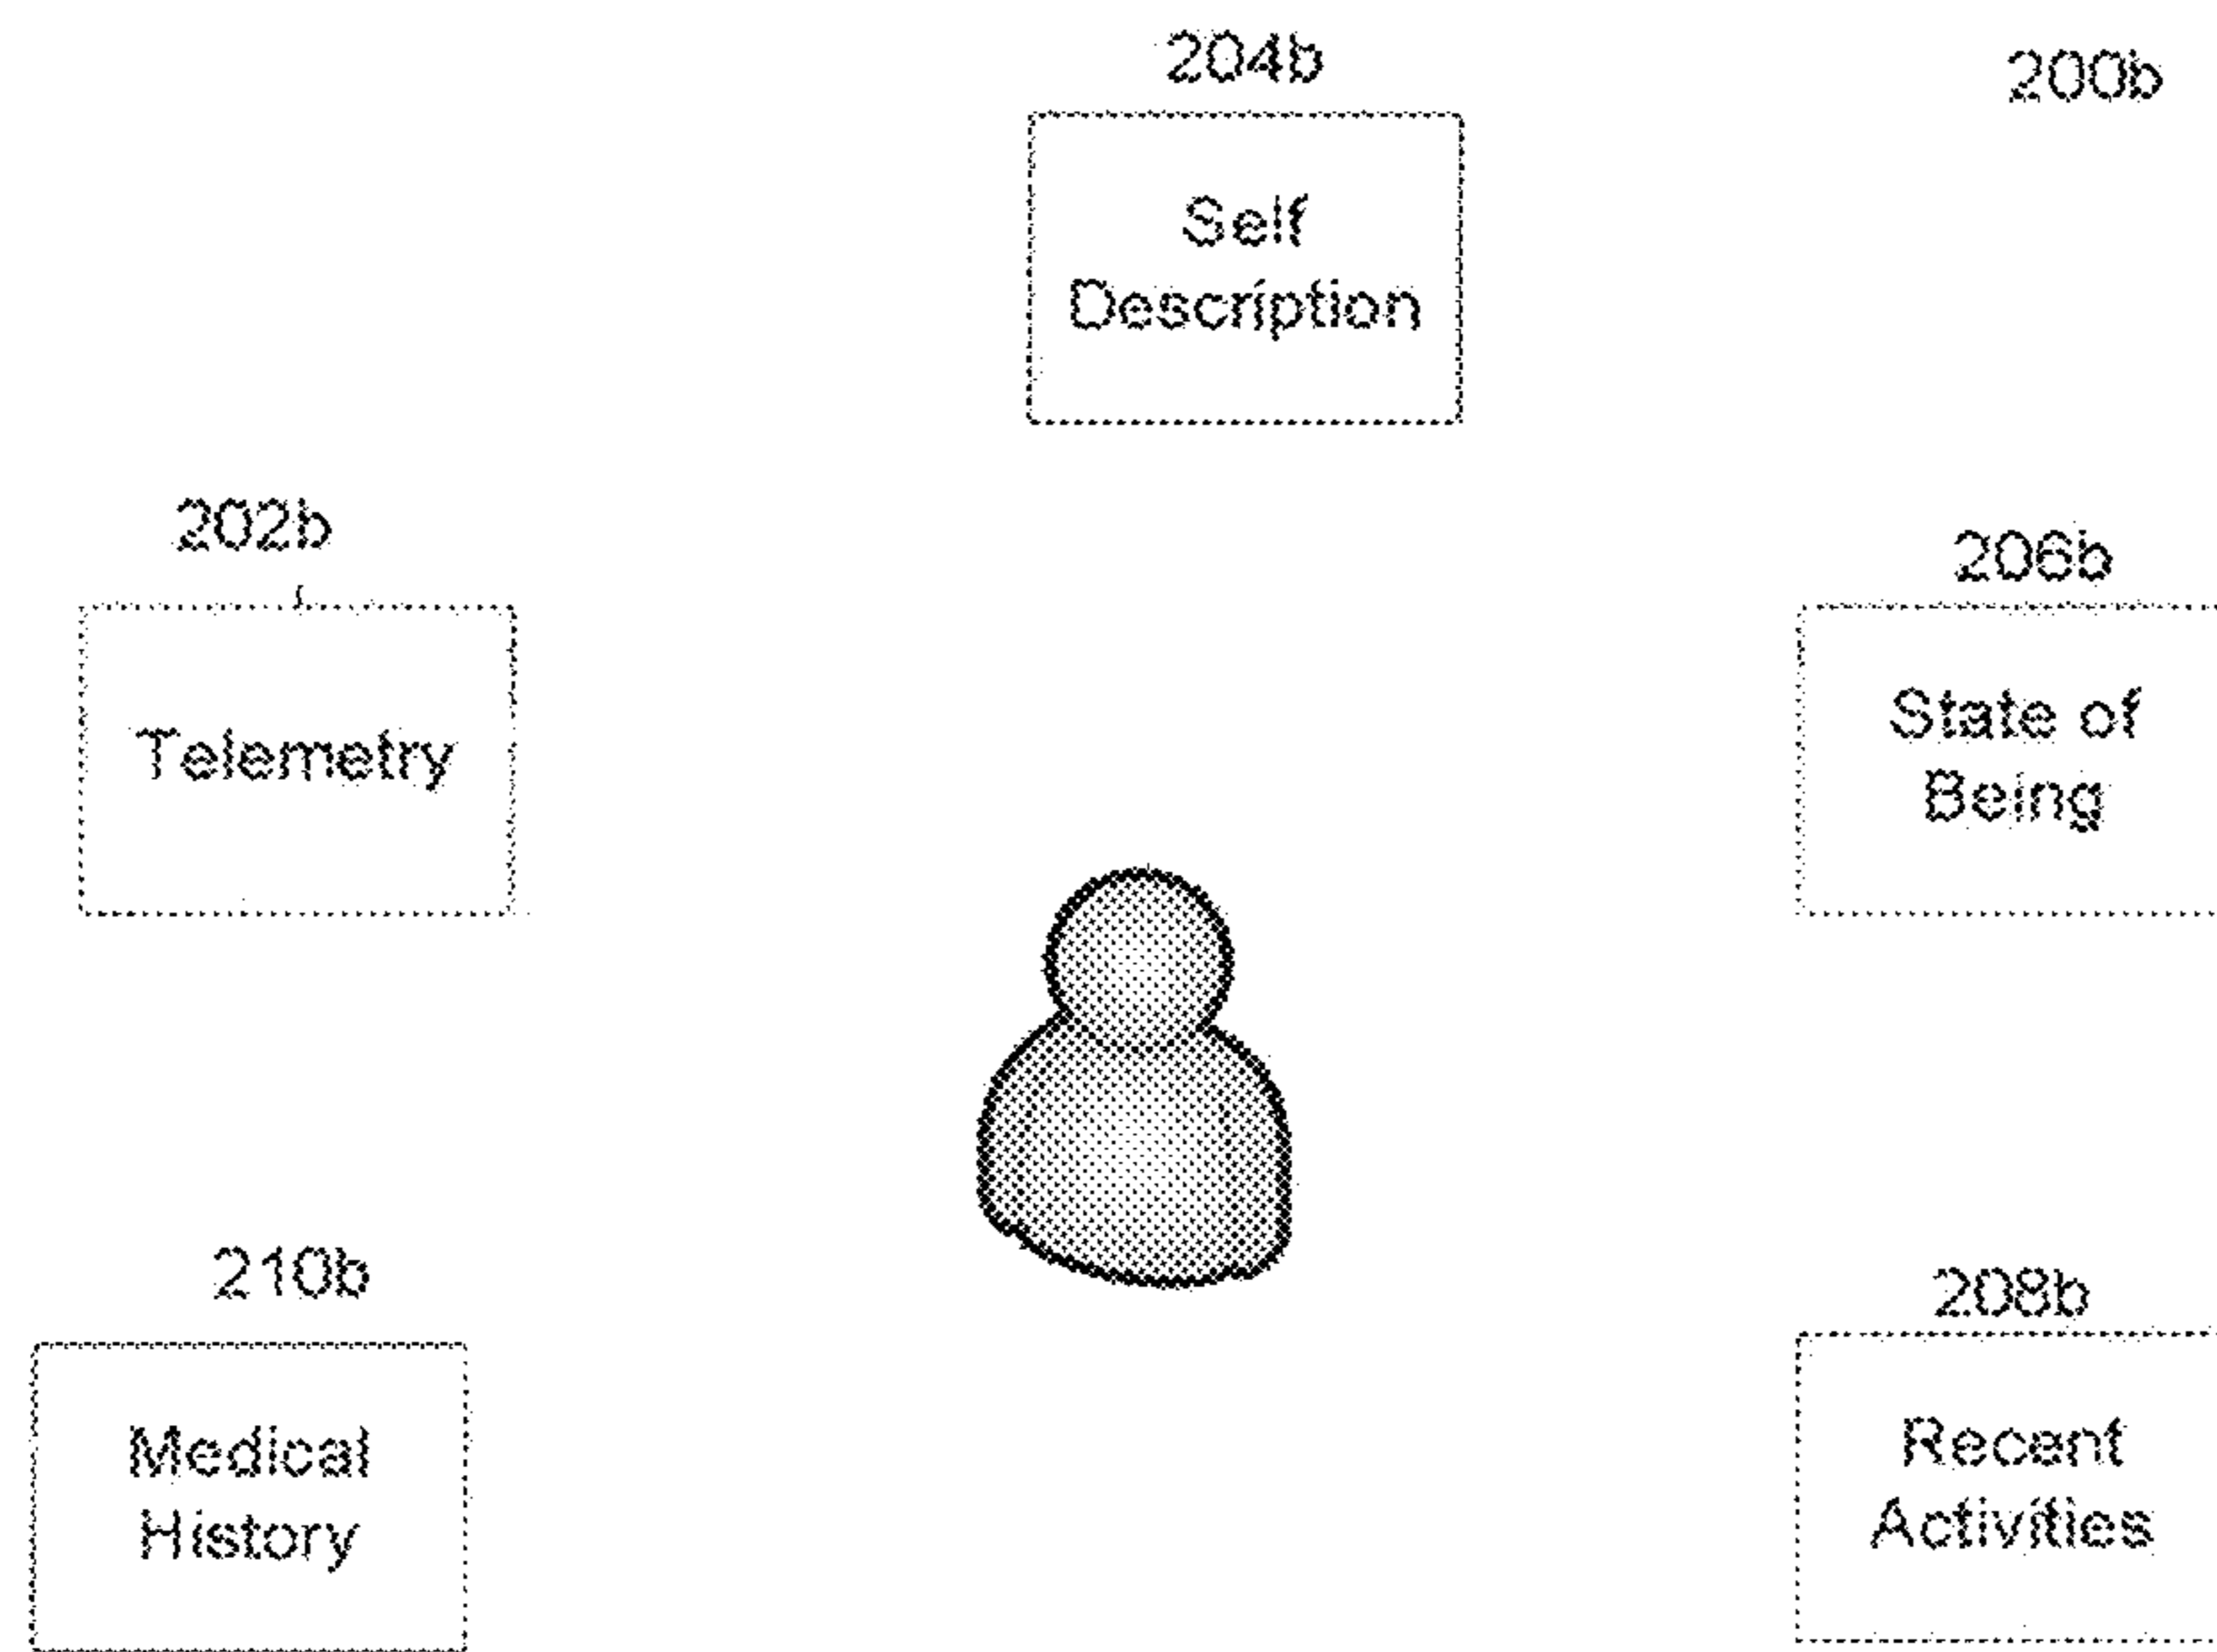 204b
200b
Self
Description
202b
206b
Telemetry
State of
Being
210b
208b
Medical
History
Recent
Activities